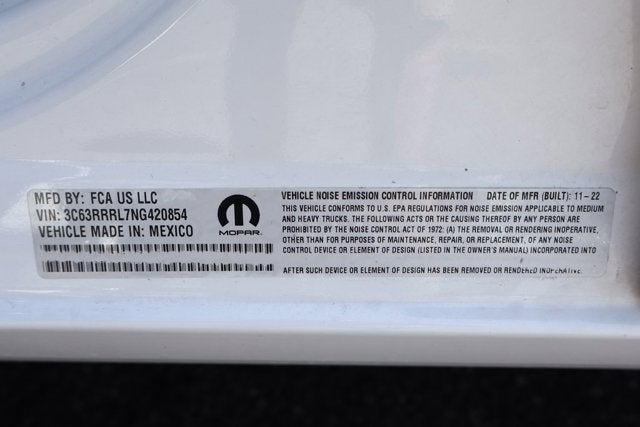 MFD BY: FCA US LLC
VIN: 3C63RRRL7NG420854
VEHICLE MADE IN: MEXICO
MOPAR
VEHICLE NOISE EMISSION CONTROL INFORMATION DATE OF MFR (BUILT): 11-22
THIS VEHICLE CONFORMS TO U.S. EPA REGULATIONS FOR NOISE EMISSION APPLICABLE TO MEDIUM
AND HEAVY TRUCKS. THE FOLLOWING ACTS OR THE CAUSING THEREOF BY ANY PERSON ARE
PROHIBITED BY THE NOISE CONTROL ACT OF 1972: (A) THE REMOVAL OR RENDERING INOPERATIVE,
OTHER THAN FOR PURPOSES OF MAINTENANCE, REPAIR, OR REPLACEMENT, OF ANY NOISE
CONTROL DEVICE OR ELEMENT OF DESIGN (LISTED IN THE OWNER'S MANUAL) INCORPORATED INTO
AFTER SUCH DEVICE OR ELEMENT OF DESIGN HAS BEEN REMOVED OR RENDERED INOPERATIVE.